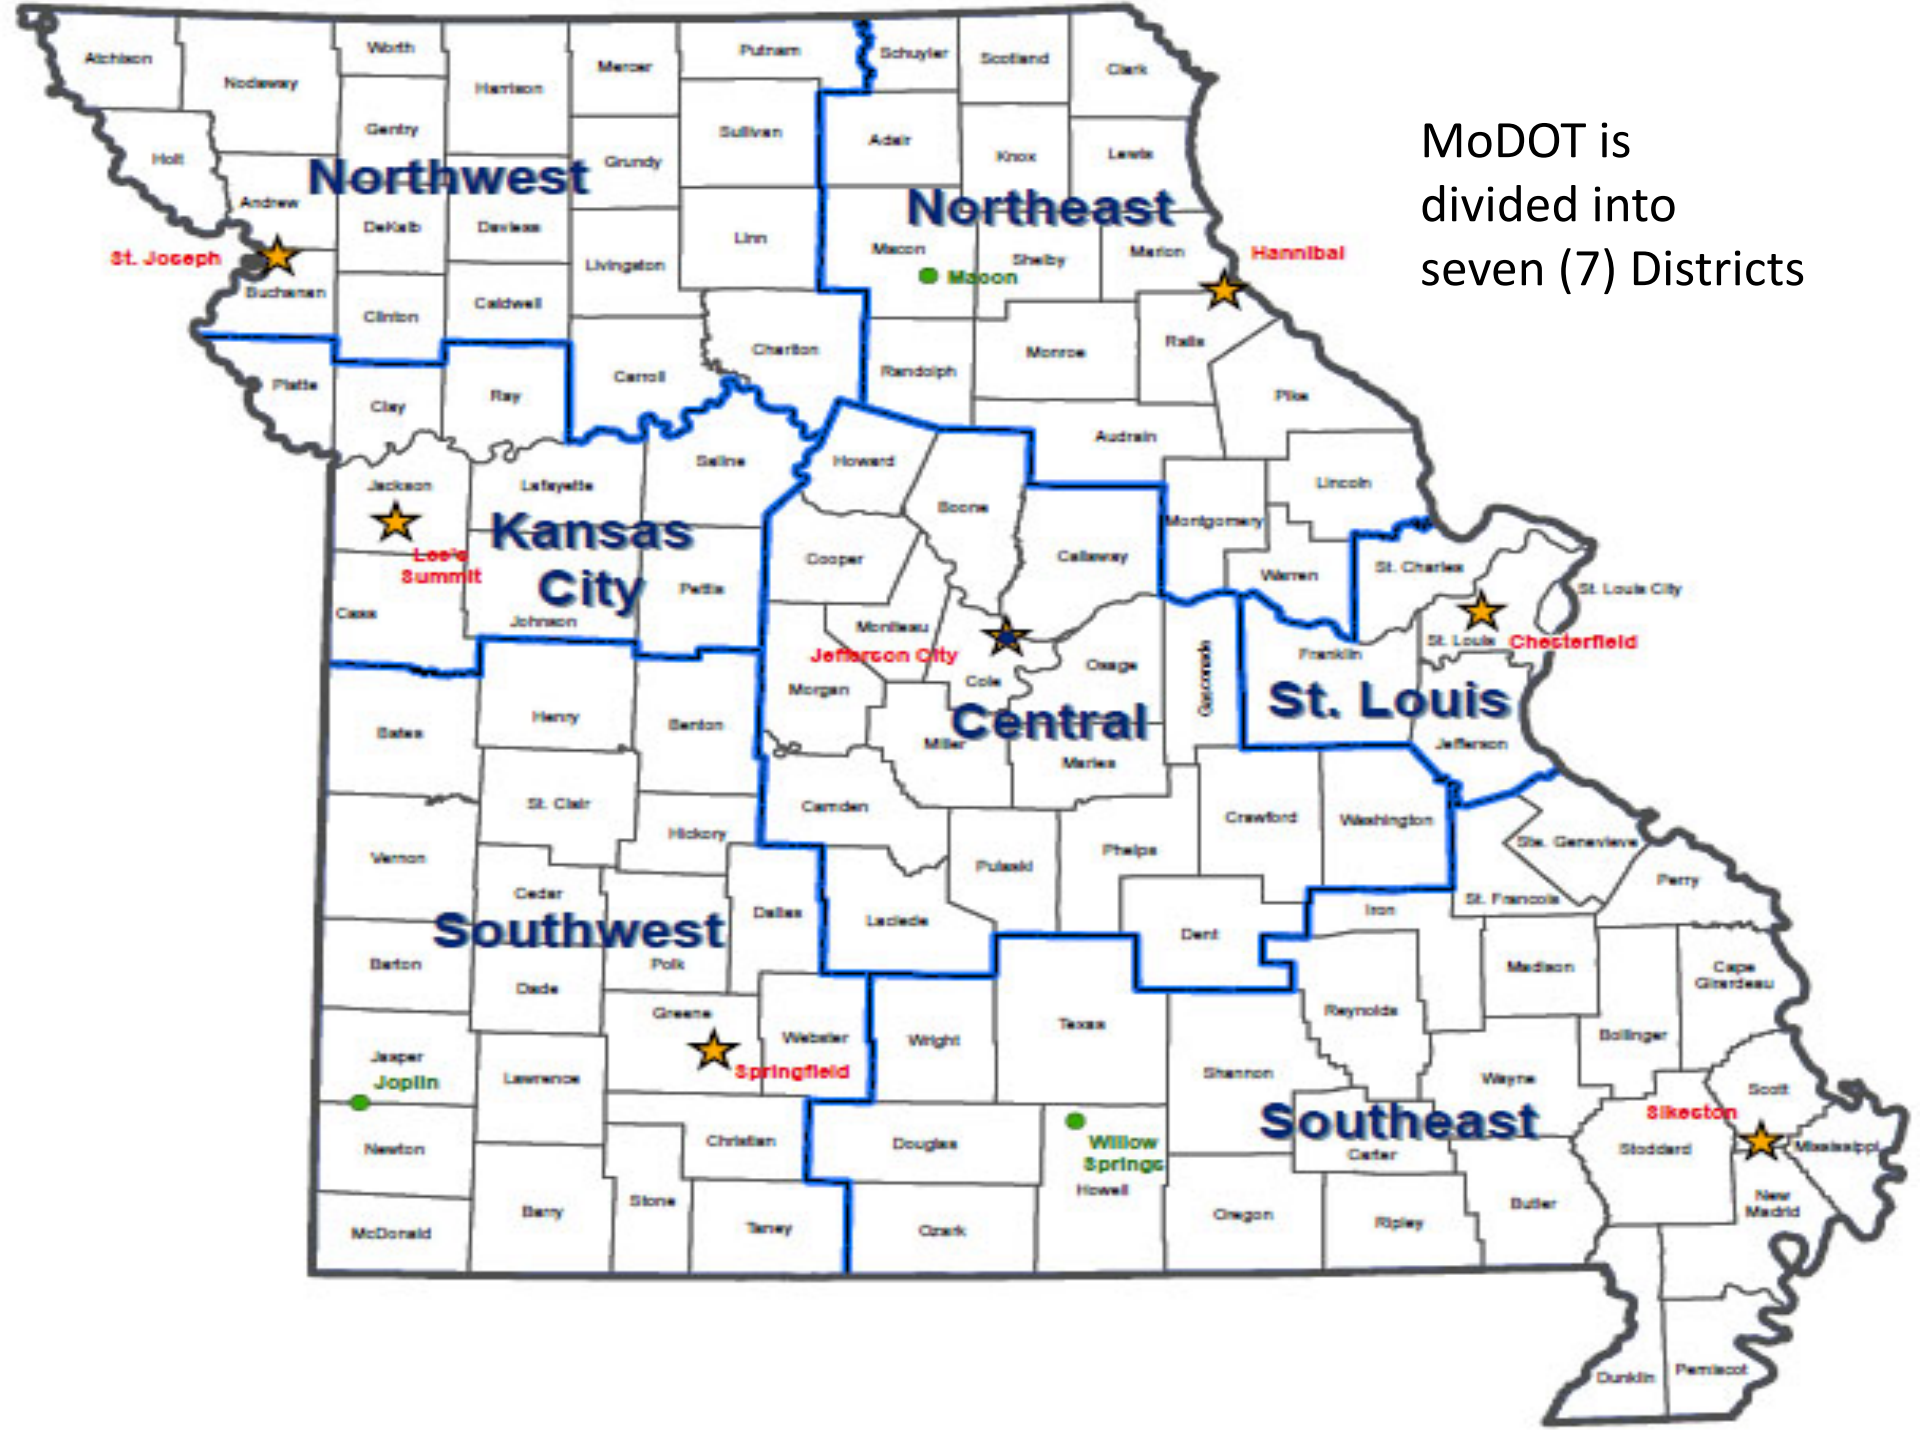 MoDOT is
divided into
seven (7) Districts
Atchison
Nodaway
Worth
Harrison
Mercer
Putnam
Schuyler
Scotland
Clark
Gentry
Holt
Sullivan
Adair
Knox
Lewis
Grundy
Northwest
Northeast
Andrew
DeKalb
Daviess
Linn
Macon
Macon
Shelby
Marion
Hannibal
St. Joseph
Livingston
Buchanan
Clinton
Caldwell
Chariton
Randolph
Monroe
Ralls
Pike
Platte
Clay
Ray
Carroll
Audrain
Saline
Howard
Jackson
Lafayette
Boone
Lincoln
Montgomery
Kansas
City
Lee's
Summit
Cooper
Callaway
Warren
St. Charles
St. Louis City
Pettis
Cass
Johnson
Moniteau
Jefferson City
St. Louis
Chesterfield
Franklin
Osage
Gasconade
Morgan
Cole
St. Louis
Central
Bates
Henry
Benton
Miller
Maries
Jefferson
St. Clair
Camden
Crawford
Washington
Hickory
Vernon
Pulaski
Phelps
Ste. Genevieve
Perry
Cedar
Dallas
Laclede
Iron
St. Francois
Southwest
Dent
Barton
Polk
Dade
Madison
Cape
Girardeau
Greene
Webster
Wright
Texas
Reynolds
Bollinger
Jasper
Joplin
Springfield
Lawrence
Shannon
Wayne
Scott
Southeast
Sikeston
Newton
Christian
Douglas
Willow
Springs
Howell
Carter
Stoddard
Mississippi
McDonald
Barry
Stone
Taney
Ozark
Oregon
Ripley
Butler
New
Madrid
Dunklin
Pemiscot